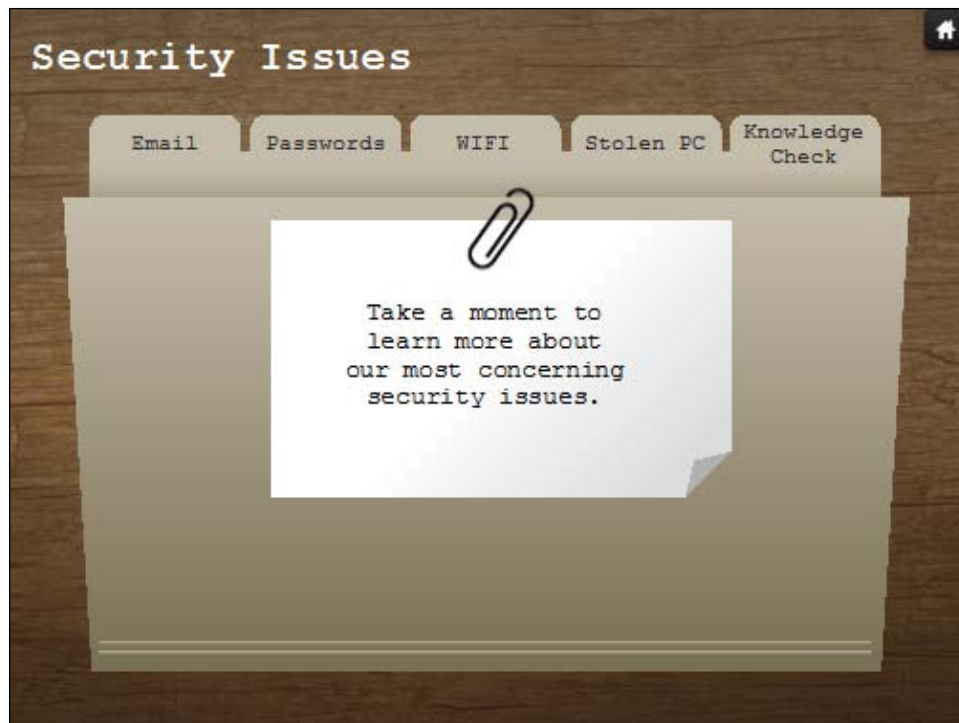 Security Issues
Email
Passwords
WIFI
Stolen PC
Knowledge
Check
Take a moment to
learn more about
our most concerning
security issues.